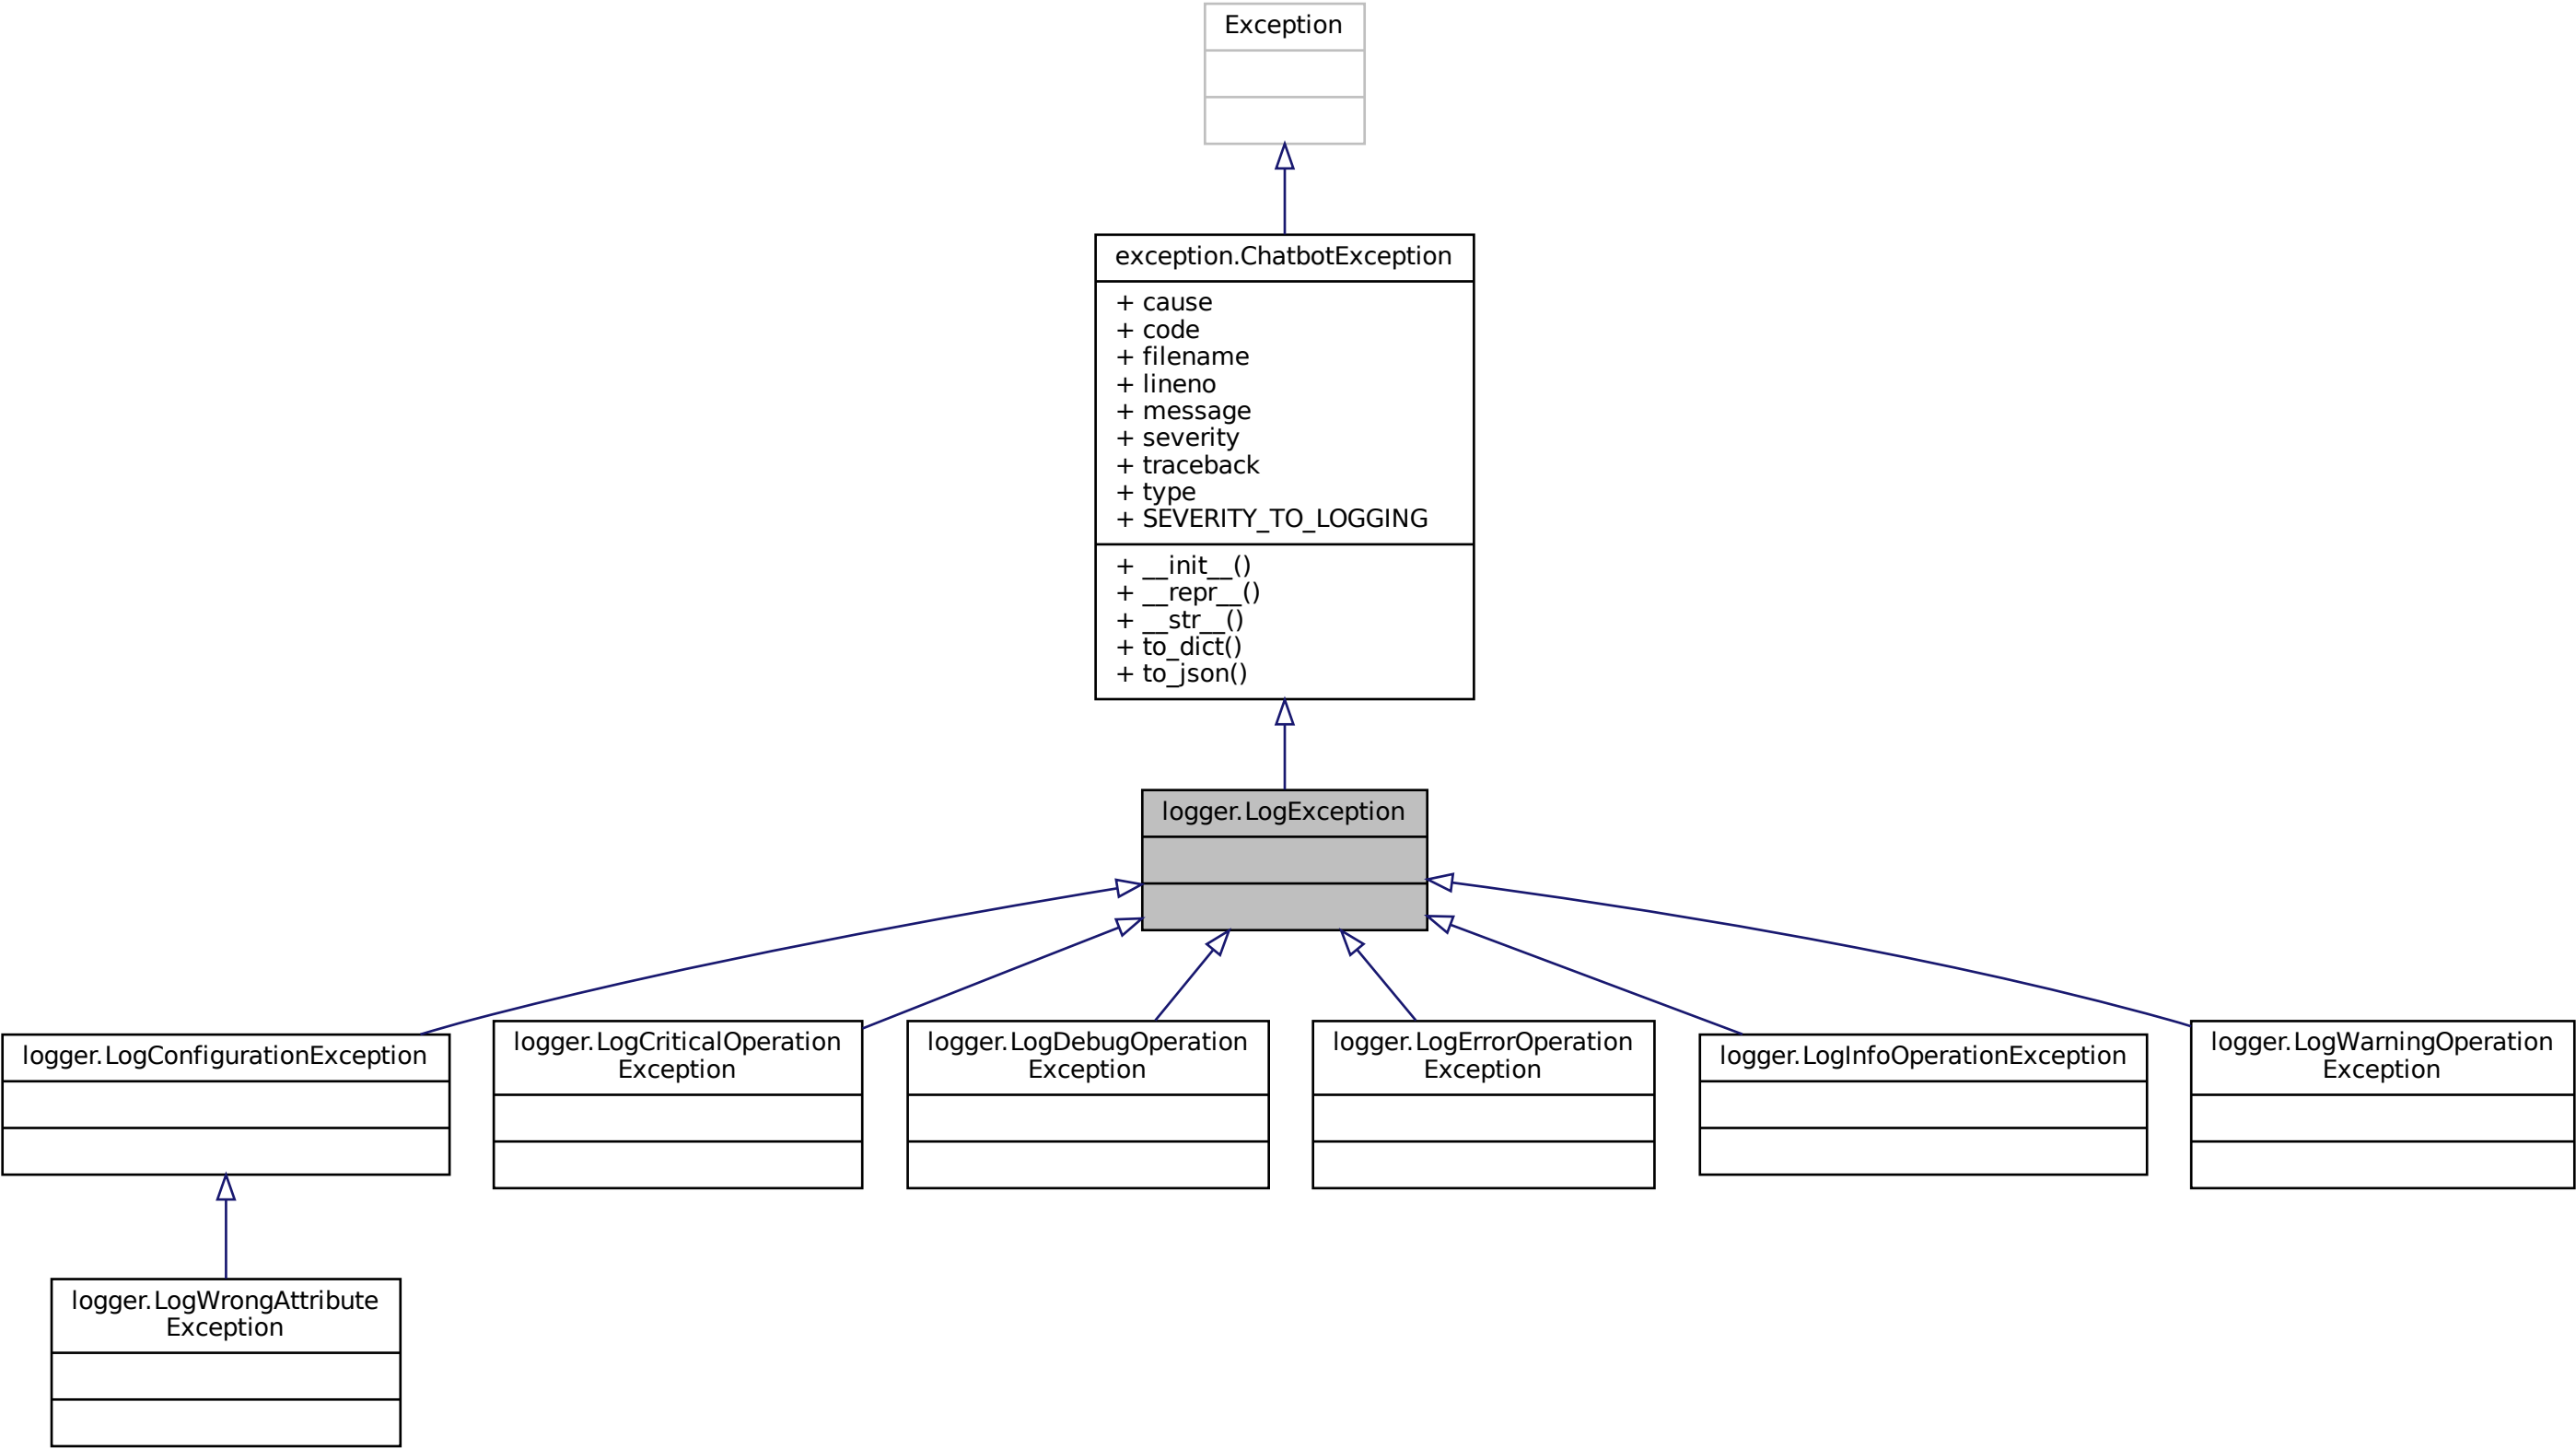 Exception
exception.ChatbotException
+ cause
+ code
+ filename
+ lineno
+ message
+ severity
+ traceback
+ type
+ SEVERITY_TO_LOGGING
+ __init__()
+ __repr__()
+ __str__()
+ to_dict()
+ to_json()
logger.LogException
logger.LogConfigurationException
logger.LogCriticalOperation
Exception
logger.LogDebugOperation
Exception
logger.LogErrorOperation
Exception
logger.LogInfoOperationException
logger.LogWarningOperation
Exception
logger.LogWrongAttribute
Exception